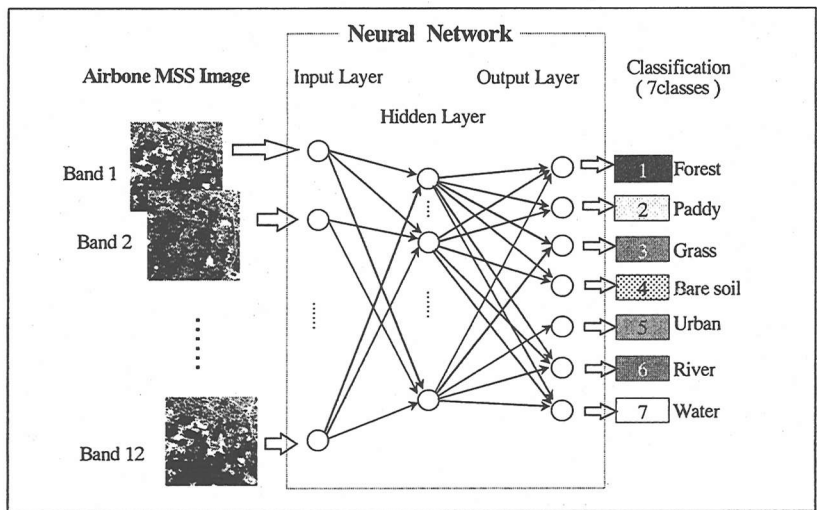 Neural Network
Airbone MSS Image
Input Layer
Output Layer
Classification
( 7classes )
Hidden Layer
Band 1
Band 2
Band 12
1 Forest
2 Paddy
3 Grass
4 Bare soil
5 Urban
6 River
7 Water